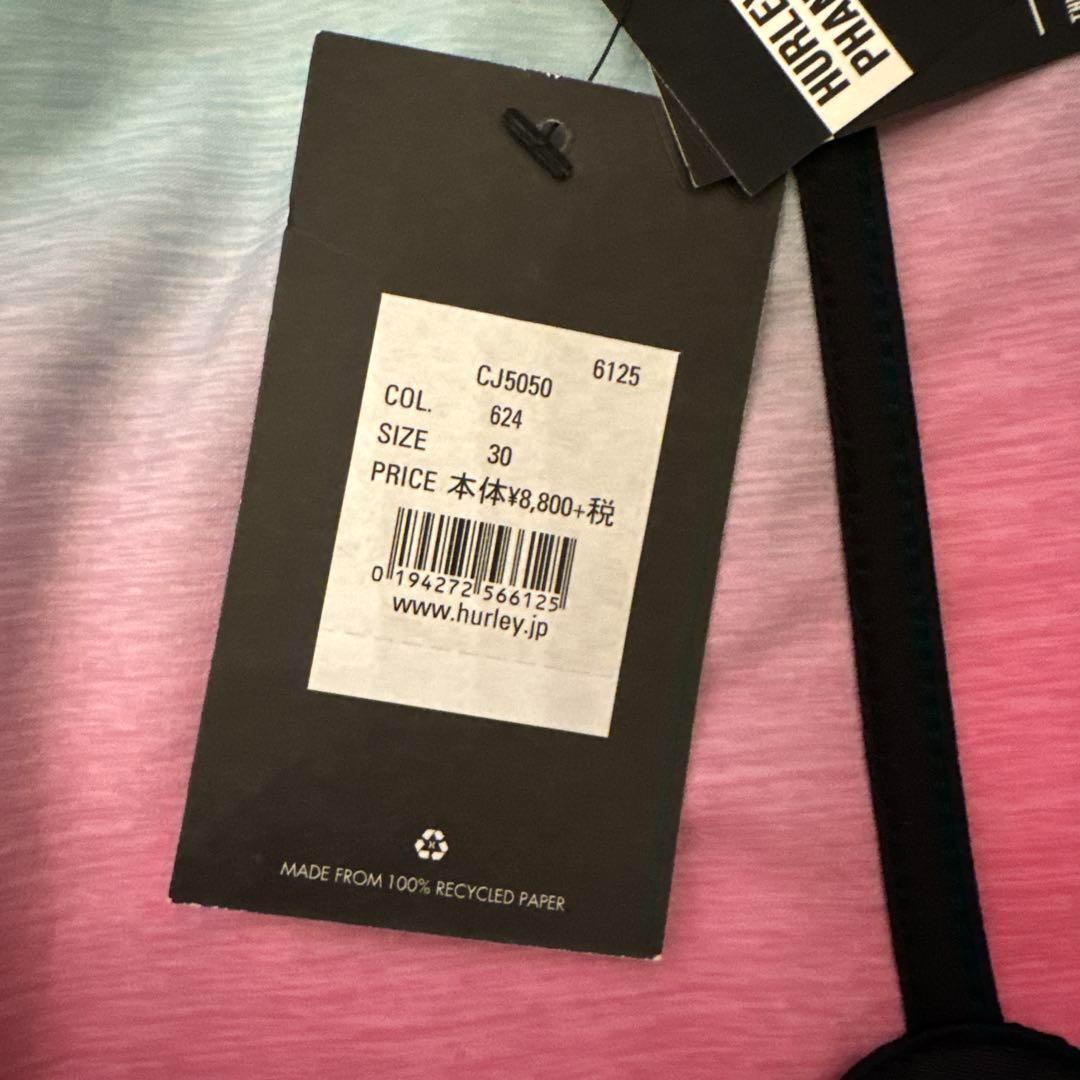 HURLEY
PHAN
6125
CJ5050
COL. 624
SIZE 30
PRICE 本体¥8,800+税
0 194272 566125
www.hurley.jp
MADE FROM 100% RECYCLED PAPER